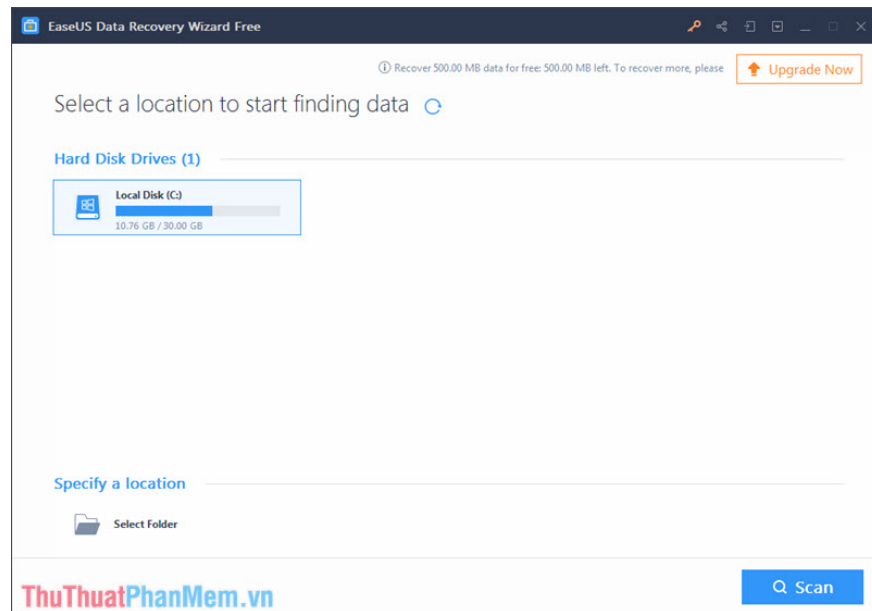 EaseUS Data Recovery Wizard Free
Recover 500.00 MB data for free: 500.00 MB left. To recover more, please
Upgrade Now
Select a location to start finding data
Hard Disk Drives (1)
Local Disk (C:)
10.76 GB / 30.00 GB
Specify a location
Select Folder
ThuThuatPhanMem.vn
Scan